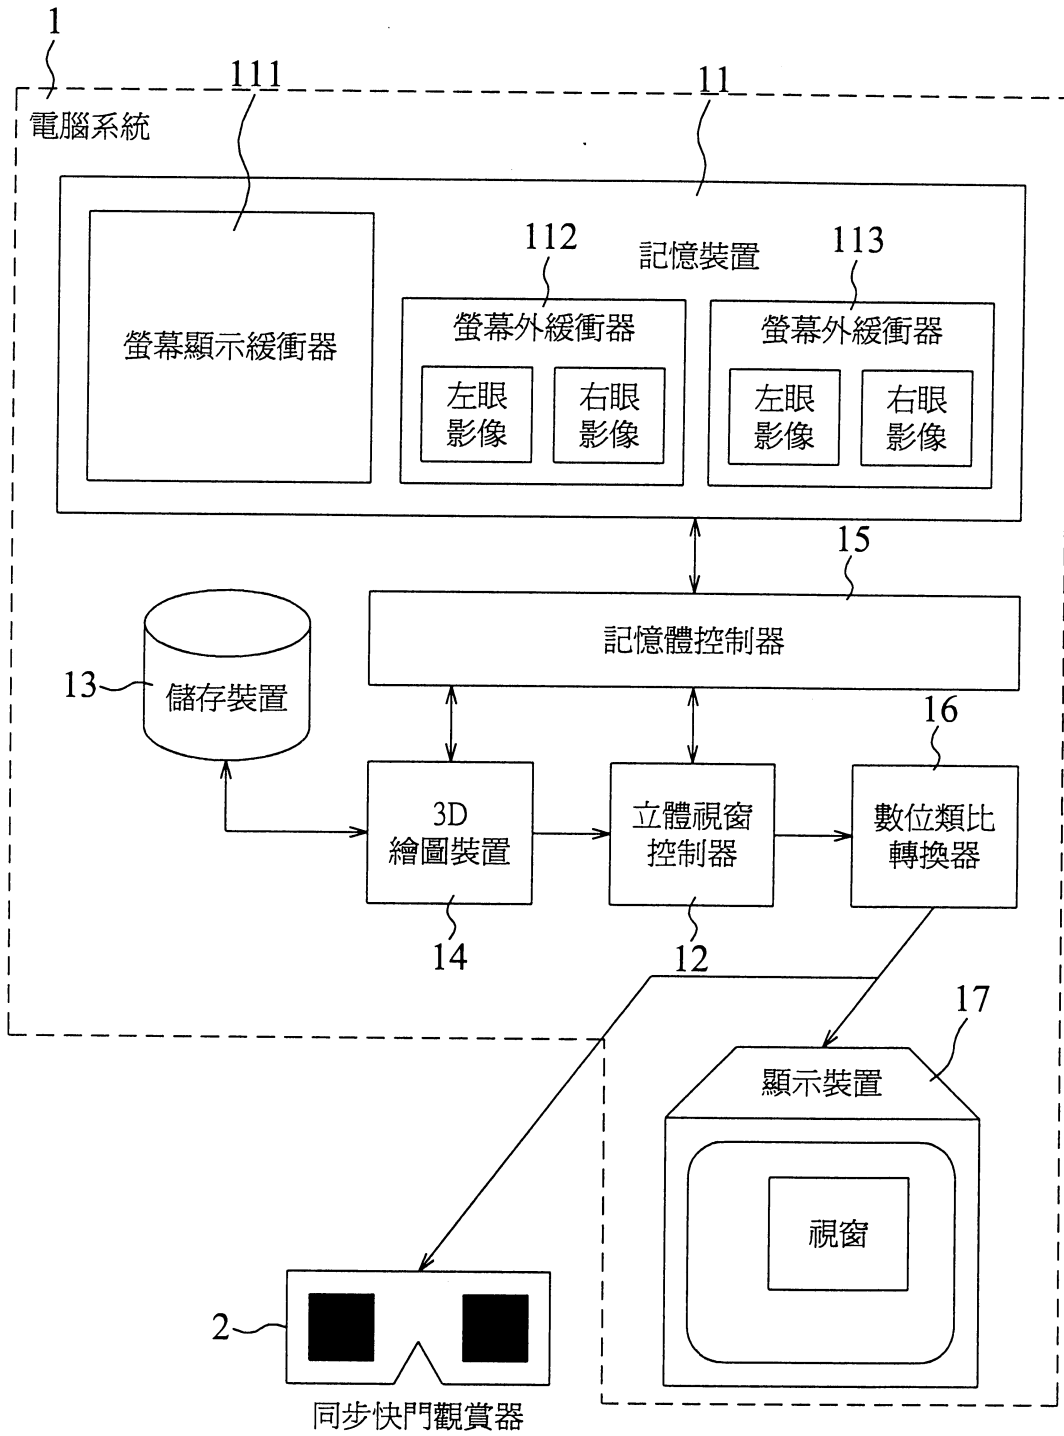 1
111
11
電腦系統
112
記憶裝置
113
螢幕顯示緩衝器
螢幕外緩衝器
左眼
影像
右眼
影像
螢幕外緩衝器
左眼
影像
右眼
影像
15
記憶體控制器
13
儲存裝置
16
3D
繪圖裝置
立體視窗
控制器
數位類比
轉換器
14
12
17
顯示裝置
視窗
2
同步快門觀賞器